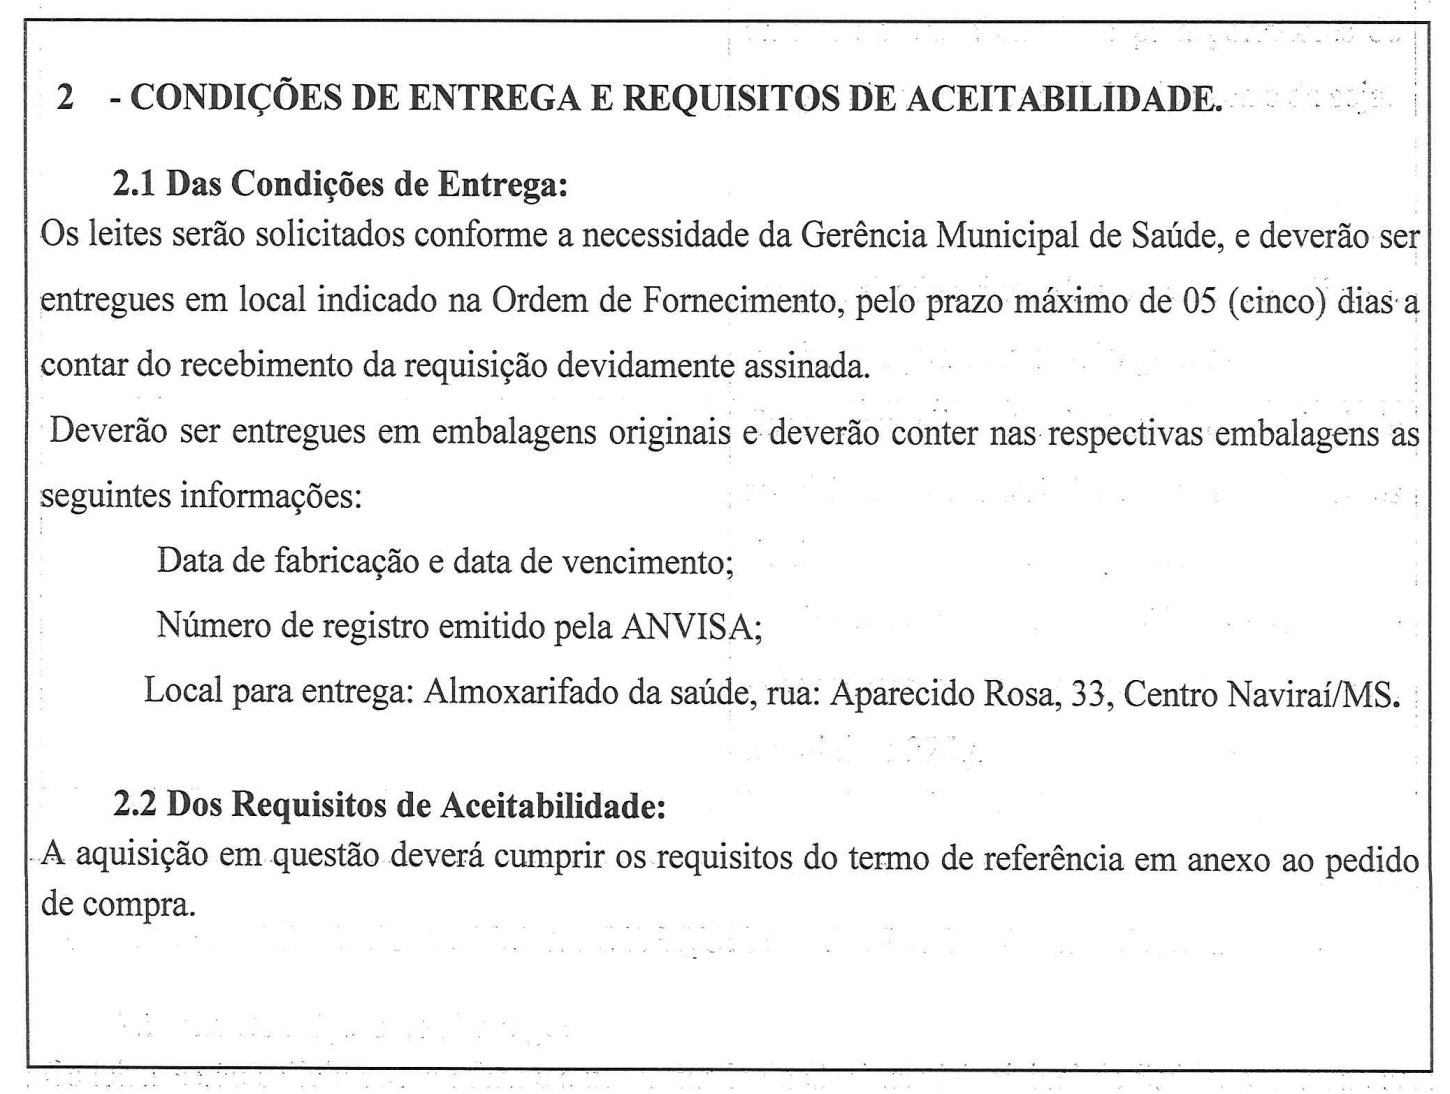 2 - CONDIÇÕES DE ENTREGA E REQUISITOS DE ACEITABILIDADE.
2.1 Das Condições de Entrega:
Os leites serão solicitados conforme a necessidade da Gerência Municipal de Saúde, e deverão ser
entregues em local indicado na Ordem de Fornecimento, pelo prazo máximo de 05 (cinco) dias a
contar do recebimento da requisição devidamente assinada.
Deverão ser entregues em embalagens originais e deverão conter nas respectivas embalagens as
seguintes informações:
Data de fabricação e data de vencimento;
Número de registro emitido pela ANVISA;
Local para entrega: Almoxarifado da saúde, rua: Aparecido Rosa, 33, Centro Naviraí/MS.
2.2 Dos Requisitos de Aceitabilidade:
A aquisição em questão deverá cumprir os requisitos do termo de referência em anexo ao pedido
de compra.